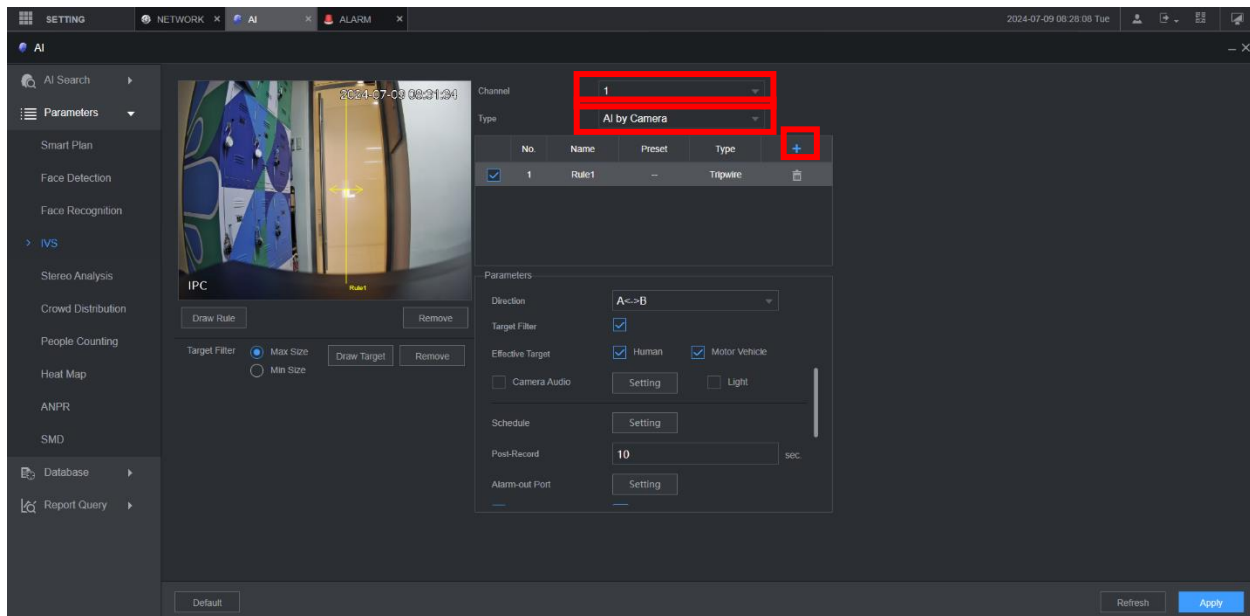 SETTING NETWORK × AI × ALARM × 2024-07-09 08:28:08 Tue
AI
AI Search
Parameters
Smart Plan
Face Detection
Face Recognition
IVS
Stereo Analysis
Crowd Distribution
People Counting
Heat Map
ANPR
SMD
Database
Report Query
2024-07-09 08:31:34
IPC
Rule1
Draw Rule Remove
Target Filter Max Size Draw Target Remove
Min Size
Channel 1
Type AI by Camera
No. Name Preset Type +
1 Rule1 -- Tripwire
Parameters
Direction A<->B
Target Filter
Effective Target Human Motor Vehicle
Camera Audio Setting Light
Schedule Setting
Post-Record 10 sec.
Alarm-out Port Setting
Default Refresh Apply